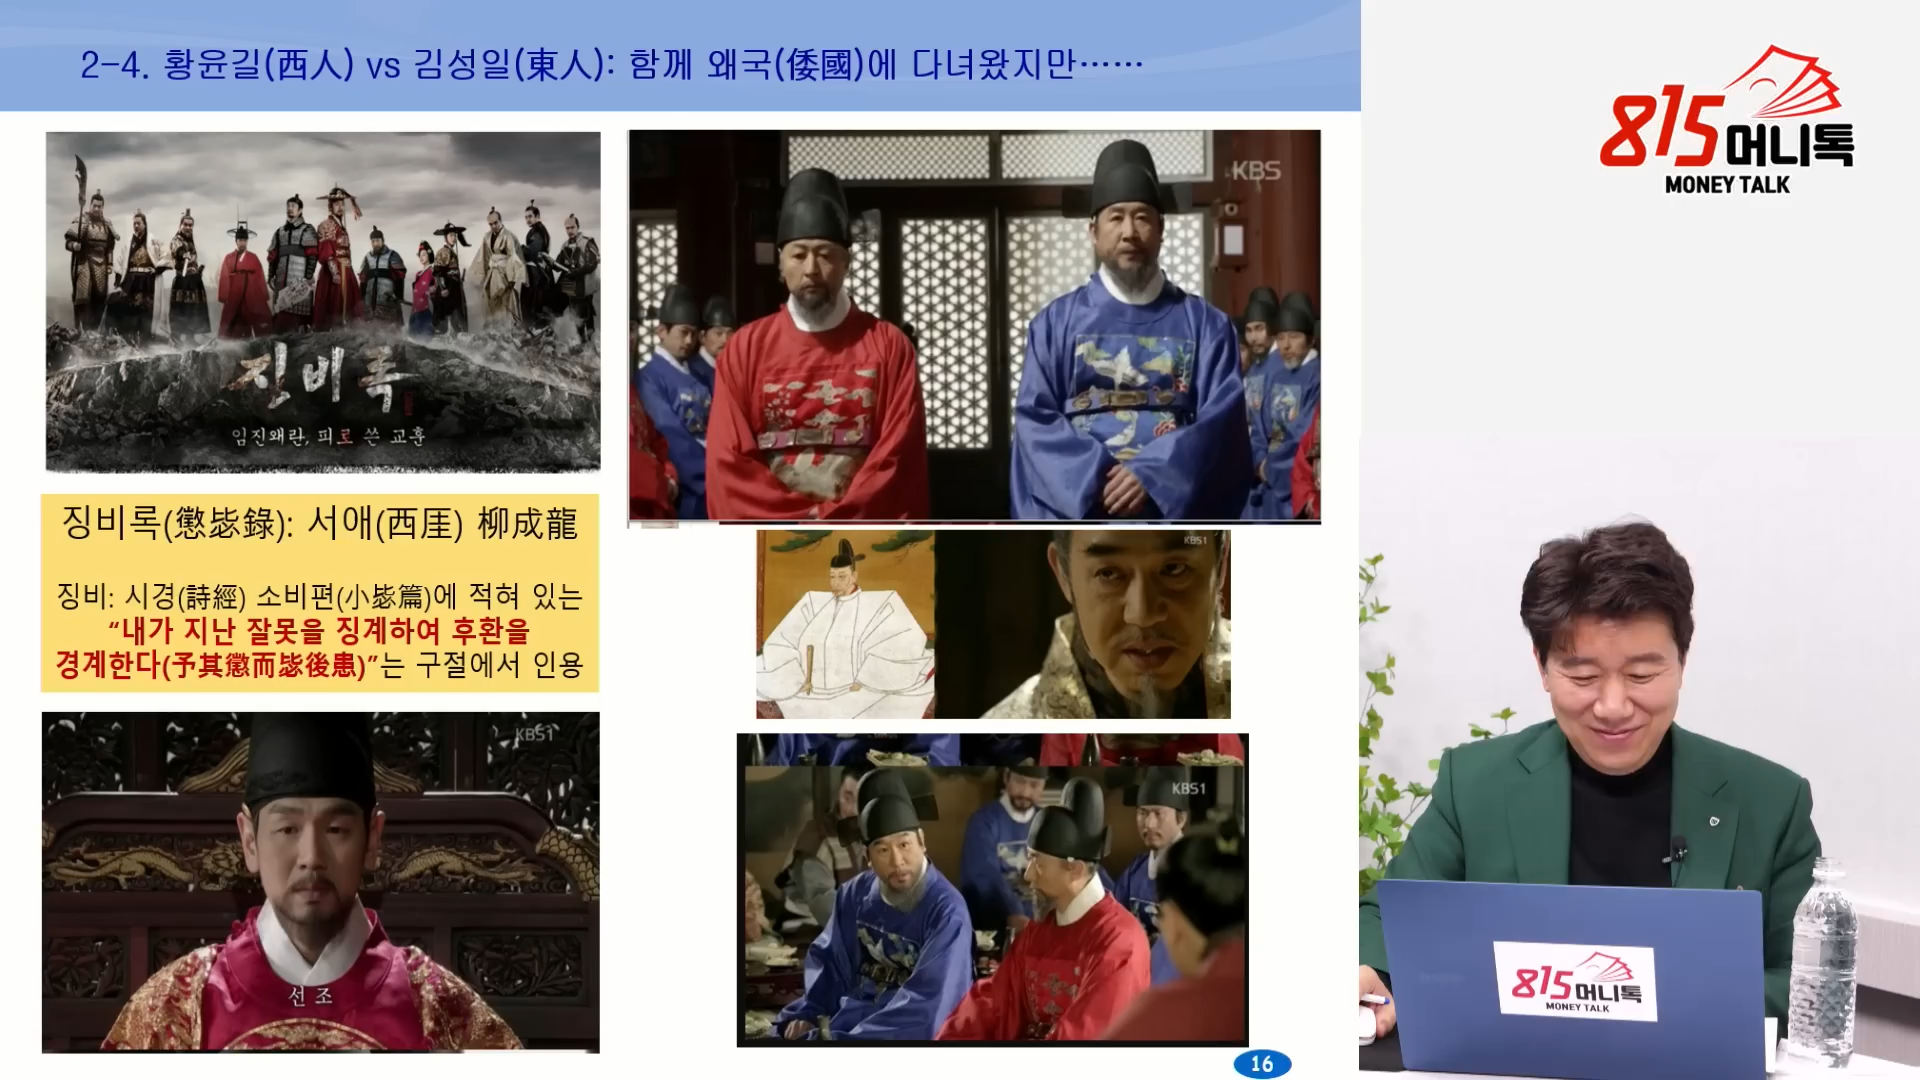 2-4. 황윤길(西人) vs 김성일(東人): 함께 왜국(倭國)에 다녀왔지만……
815머니톡
MONEY TALK
징비록
임진왜란, 피로 쓴 교훈
KBS
징비록(懲毖錄): 서애(西厓) 柳成龍
징비: 시경(詩經) 소비편(小毖篇)에 적혀 있는
“내가 지난 잘못을 징계하여 후환을
경계한다(予其懲而毖後患)”는 구절에서 인용
KBS1
KBS1
선조
KBS1
815머니톡
MONEY TALK
16